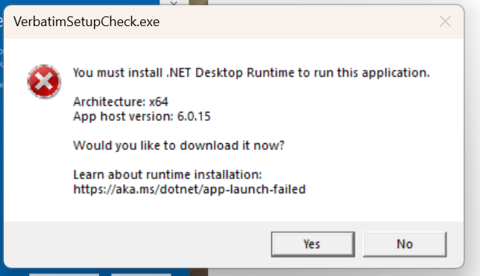 VerbatimSetupCheck.exe
You must install .NET Desktop Runtime to run this application.
Architecture: x64
App host version: 6.0.15
Would you like to download it now?
Learn about runtime installation:
https://aka.ms/dotnet/app-launch-failed
Yes
No